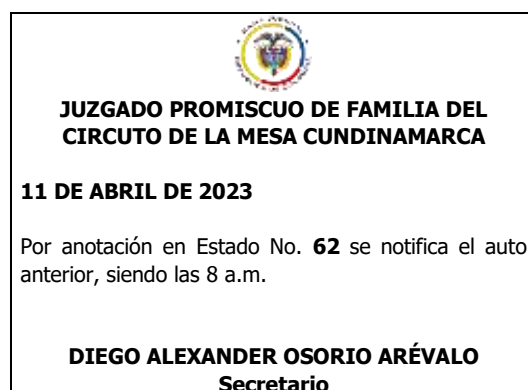 JUZGADO PROMISCUO DE FAMILIA DEL
CIRCUTO DE LA MESA CUNDINAMARCA
11 DE ABRIL DE 2023
Por anotación en Estado No. 62 se notifica el auto
anterior, siendo las 8 a.m.
DIEGO ALEXANDER OSORIO ARÉVALO
Secretario